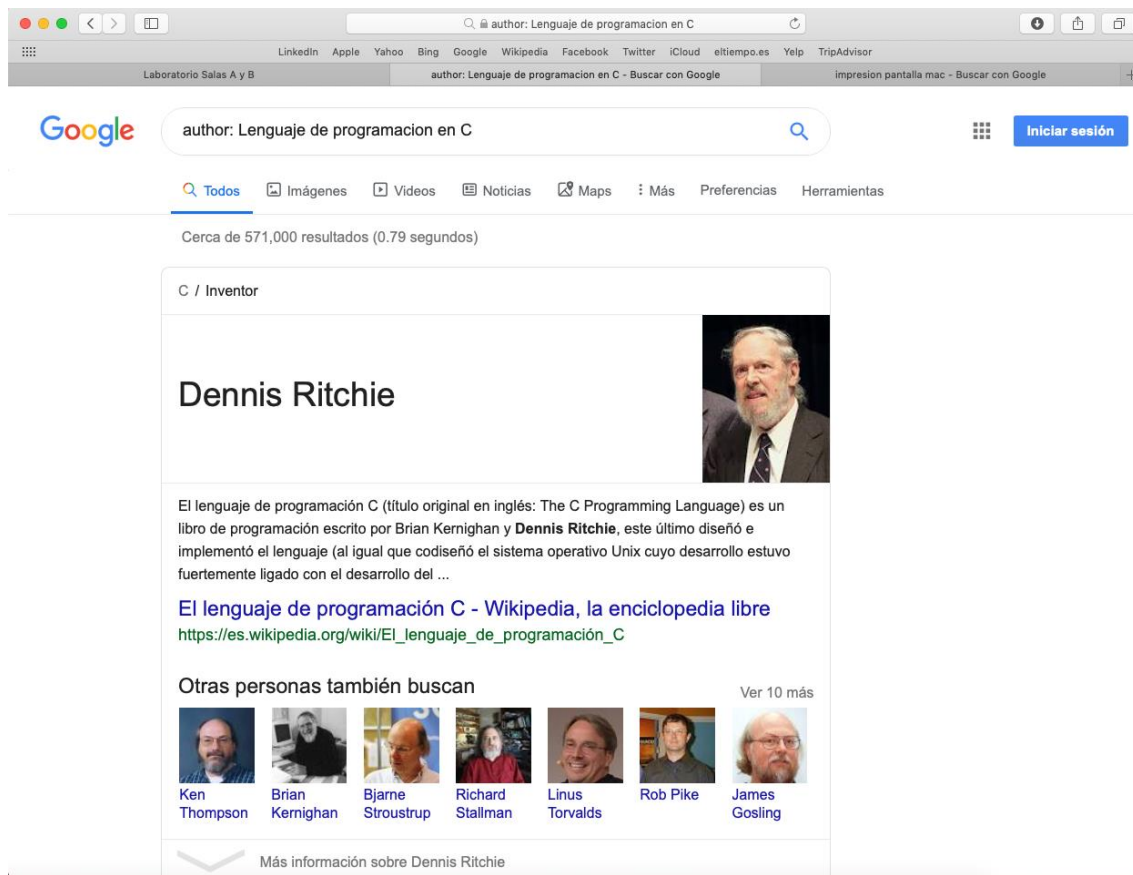 author: Lenguaje de programacion en C
LinkedIn Apple Yahoo Bing Google Wikipedia Facebook Twitter iCloud eltiempo.es Yelp TripAdvisor
Laboratorio Salas A y B
author: Lenguaje de programacion en C - Buscar con Google
impresion pantalla mac - Buscar con Google
Google
author: Lenguaje de programacion en C
Iniciar sesión
Todos Imágenes Videos Noticias Maps Más Preferencias Herramientas
Cerca de 571,000 resultados (0.79 segundos)
C / Inventor
Dennis Ritchie
El lenguaje de programación C (título original en inglés: The C Programming Language) es un
libro de programación escrito por Brian Kernighan y Dennis Ritchie, este último diseñó e
implementó el lenguaje (al igual que codiseñó el sistema operativo Unix cuyo desarrollo estuvo
fuertemente ligado con el desarrollo del ...
El lenguaje de programación C - Wikipedia, la enciclopedia libre
https://es.wikipedia.org/wiki/El_lenguaje_de_programación_C
Otras personas también buscan
Ver 10 más
Ken Thompson
Brian Kernighan
Bjarne Stroustrup
Richard Stallman
Linus Torvalds
Rob Pike
James Gosling
Más información sobre Dennis Ritchie